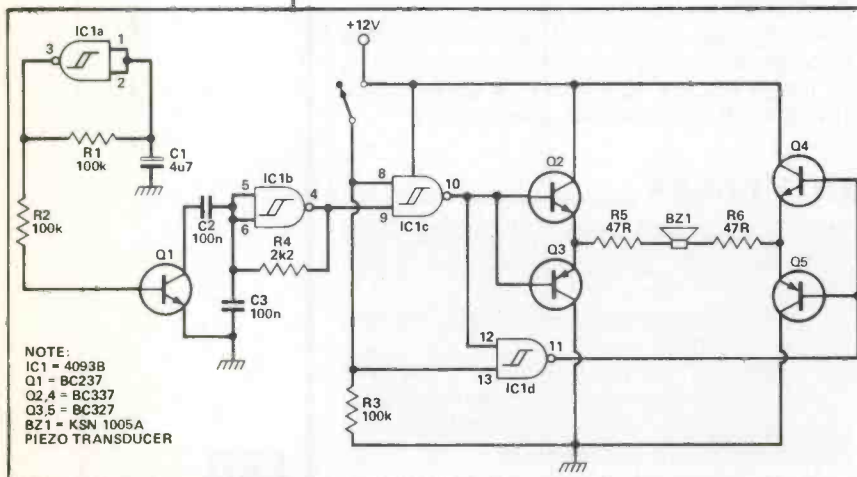 +12V
IC1a
3
1
2
R1
100k
C1
4u7
R2
100k
C2
100n
5
6
IC1b
4
R4
2k2
C3
100n
Q1
8
9
IC1c
10
Q2
Q3
R5
47R
BZ1
R6
47R
Q4
Q5
12
13
11
IC1d
R3
100k
NOTE:
IC1 = 4093B
Q1 = BC237
Q2,4 = BC337
Q3,5 = BC327
BZ1 = KSN 1005A
PIEZO TRANSDUCER